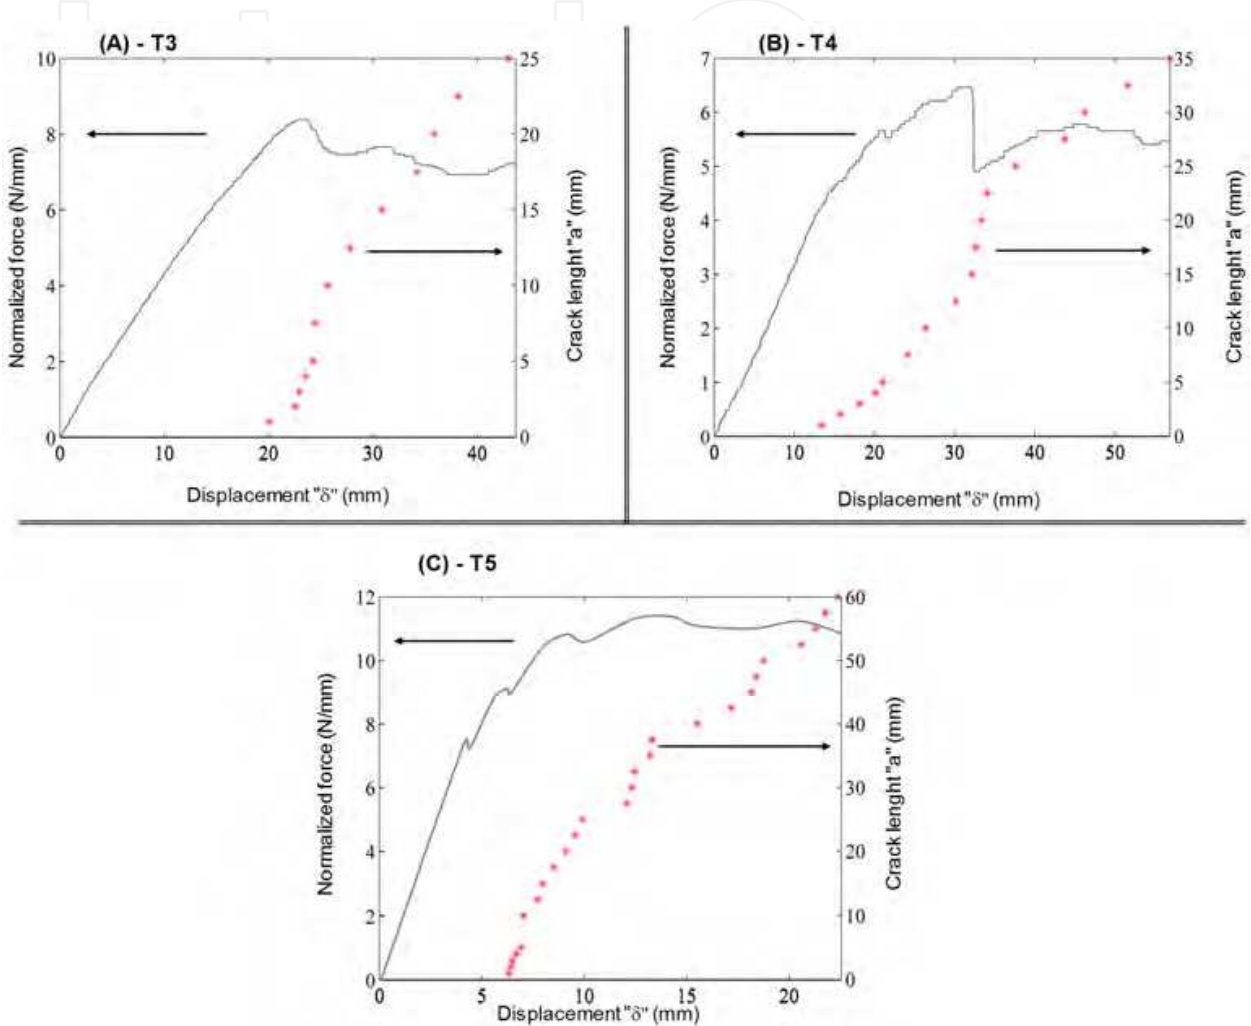 (A) - T3
Normalized force (N/mm)
10
8
6
4
2
0
0 10 20 30 40
25
20
15
10
5
0
Crack lenght "a" (mm)
Displacement "δ" (mm)
(B) - T4
Normalized force (N/mm)
7
6
5
4
3
2
1
0
0 10 20 30 40 50
35
30
25
20
15
10
5
0
Crack lenght "a" (mm)
Displacement "δ" (mm)
(C) - T5
Normalized force (N/mm)
12
10
8
6
4
2
0
0 5 10 15 20
60
50
40
30
20
10
0
Crack lenght "a" (mm)
Displacement "δ" (mm)